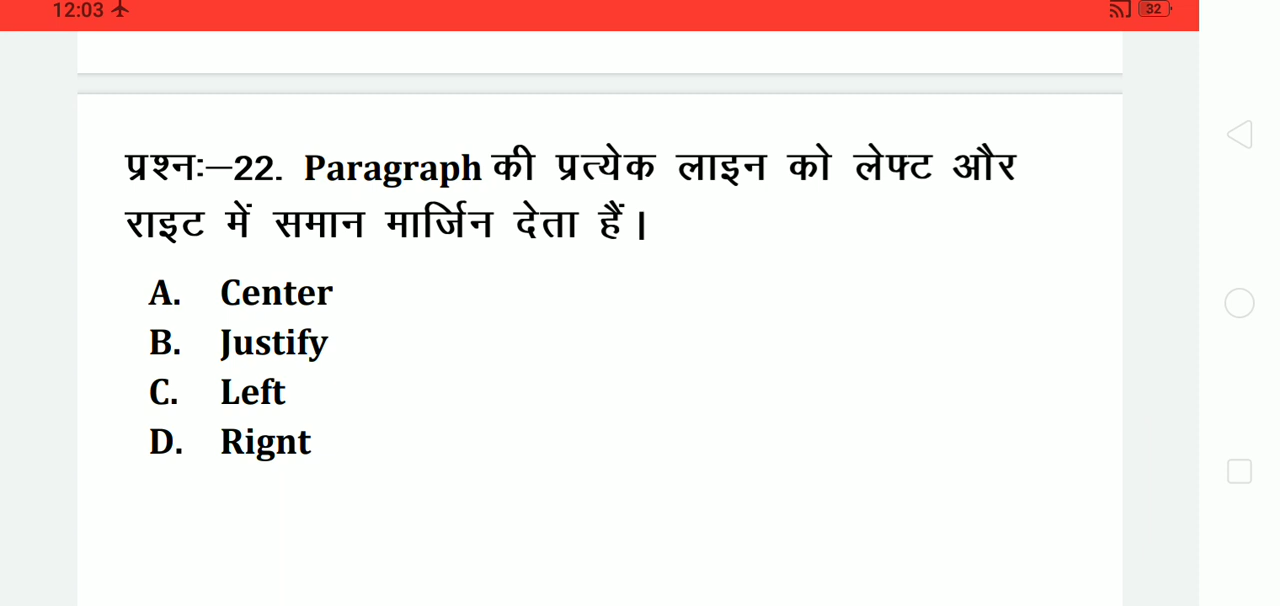 12:03
32
प्रश्नः–22. Paragraph की प्रत्येक लाइन को लेफ्ट और
राइट में समान मार्जिन देता हैं।
A. Center
B. Justify
C. Left
D. Rignt